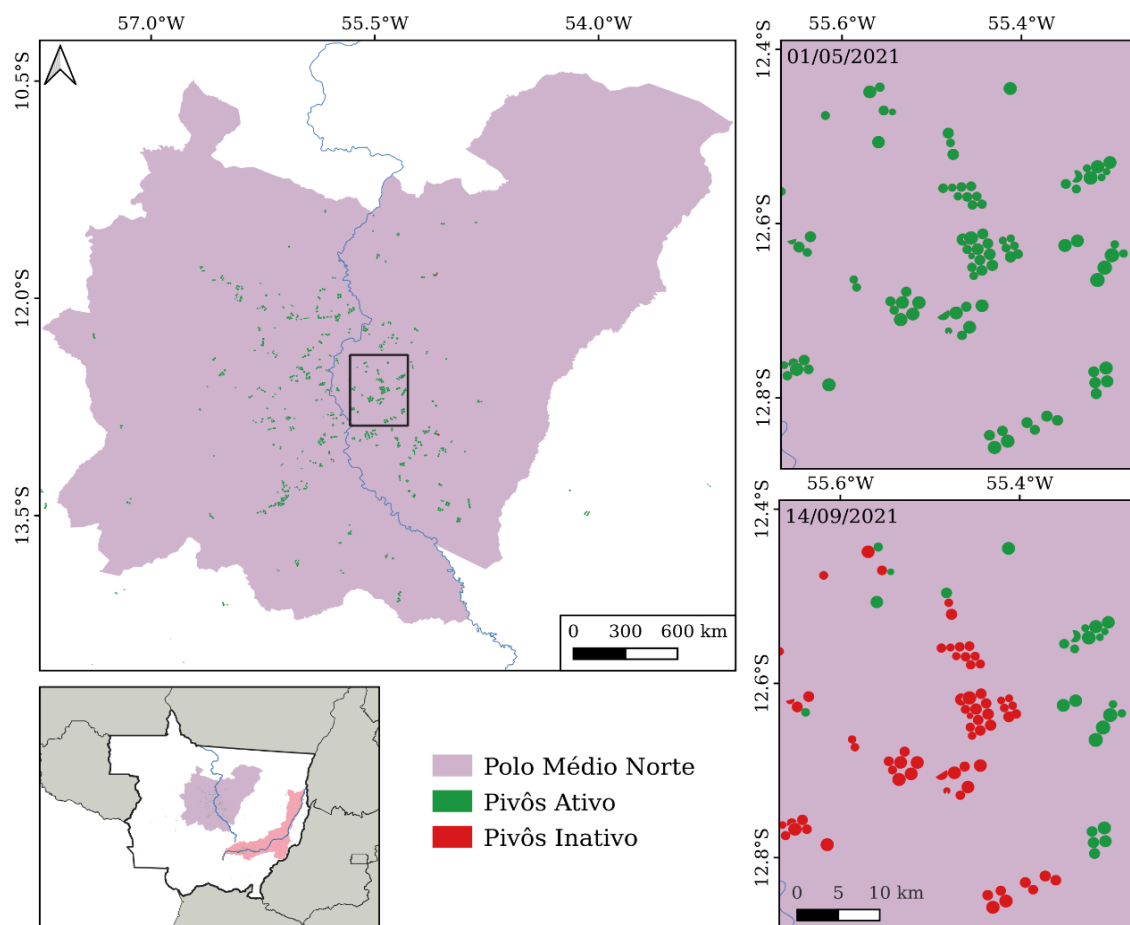 57.0°W 55.5°W 54.0°W
10.5°S
12.0°S
13.5°S
0 300 600 km
55.6°W 55.4°W
12.4°S
01/05/2021
12.6°S
12.8°S
55.6°W 55.4°W
12.4°S
14/09/2021
12.6°S
12.8°S
0 5 10 km
Polo Médio Norte
Pivôs Ativo
Pivôs Inativo